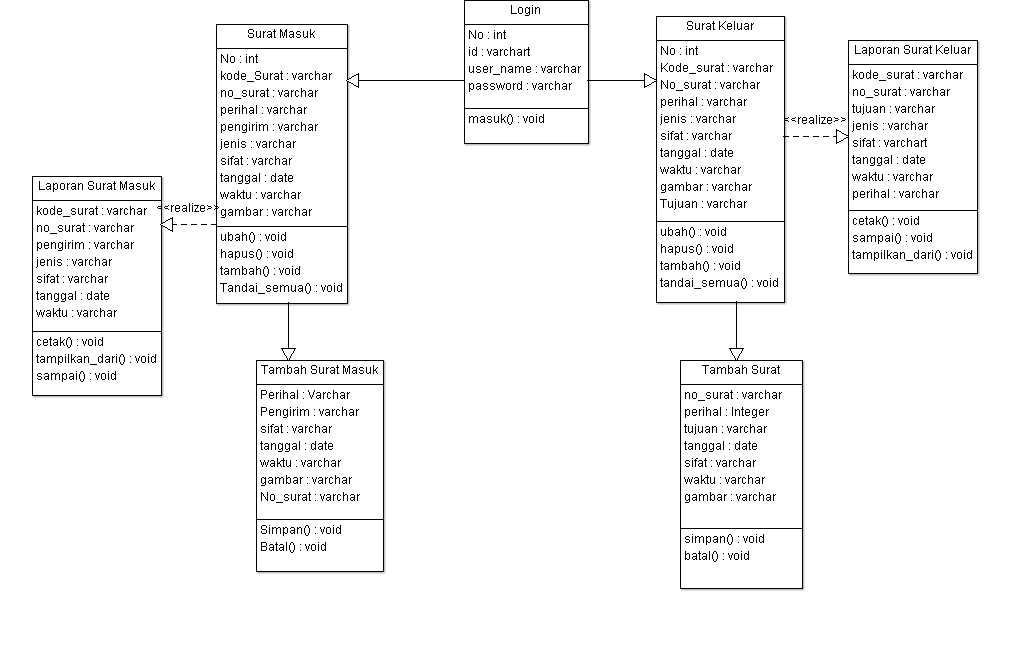 Login
No : int
id : varchart
user_name : varchar
password : varchar
masuk() : void
Surat Masuk
No : int
kode_Surat : varchar
no_surat : varchar
perihal : varchar
pengirim : varchar
jenis : varchar
sifat : varchar
tanggal : date
waktu : varchar
gambar : varchar
ubah() : void
hapus() : void
tambah() : void
Tandai_semua() : void
Surat Keluar
No : int
Kode_surat : varchar
No_surat : varchar
perihal : varchar
jenis : varchar
sifat : varchar
tanggal : date
waktu : varchar
gambar : varchar
Tujuan : varchar
ubah() : void
hapus() : void
tambah() : void
tandai_semua() : void
<<realize>>
Laporan Surat Keluar
kode_surat : varchar
no_surat : varchar
tujuan : varchar
jenis : varchar
sifat : varchart
tanggal : date
waktu : varchar
perihal : varchar
cetak() : void
sampai() : void
tampilkan_dari() : void
Laporan Surat Masuk
kode_surat : varchar
no_surat : varchar
pengirim : varchar
jenis : varchar
sifat : varchar
tanggal : date
waktu : varchar
cetak() : void
tampilkan_dari() : void
sampai() : void
<<realize>>
Tambah Surat Masuk
Perihal : Varchar
Pengirim : varchar
sifat : varchar
tanggal : date
waktu : varchar
gambar : varchar
No_surat : varchar
Simpan() : void
Batal() : void
Tambah Surat
no_surat : varchar
perihal : Integer
tujuan : varchar
tanggal : date
sifat : varchar
waktu : varchar
gambar : varchar
simpan() : void
batal() : void